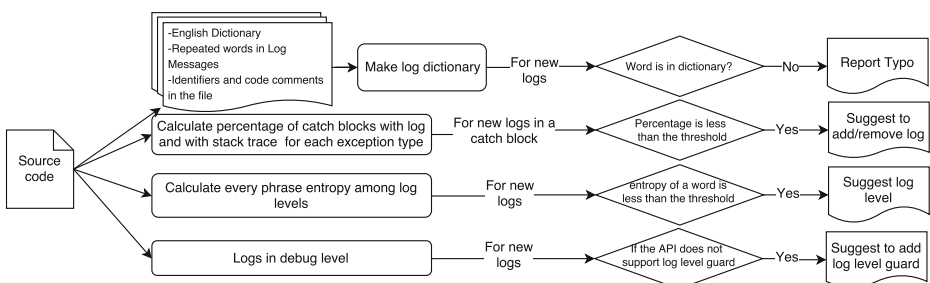 -English Dictionary
-Repeated words in Log
Messages
-Identifiers and code comments
in the file
Make log dictionary
For new
logs
Word is in dictionary?
No
Report Typo
Source
code
Calculate percentage of catch blocks with log
and with stack trace for each exception type
For new logs in a
catch block
Percentage is less
than the threshold
Yes
Suggest to
add/remove log
Calculate every phrase entropy among log
levels
For new
logs
entropy of a word is
less than the threshold
Yes
Suggest log
level
Logs in debug level
For new
logs
If the API does not
support log level guard
Yes
Suggest to add
log level guard